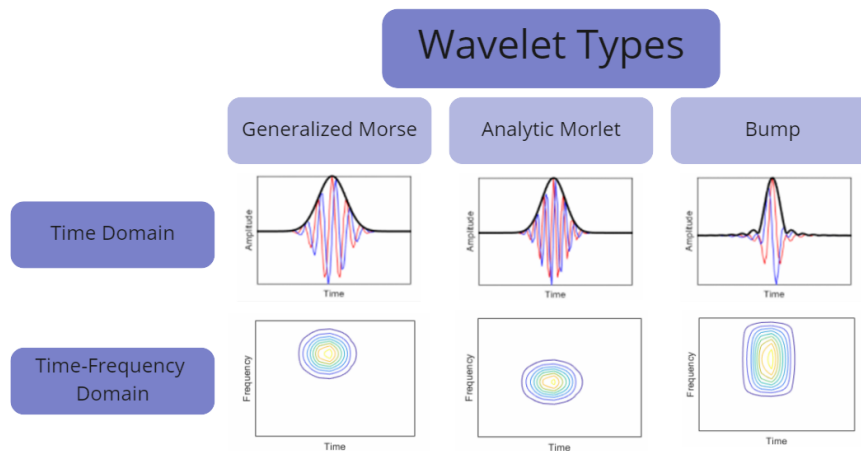 Wavelet Types
Generalized Morse
Analytic Morlet
Bump
Time Domain
Amplitude
Time
Amplitude
Time
Amplitude
Time
Time-Frequency
Domain
Frequency
Time
Frequency
Time
Frequency
Time